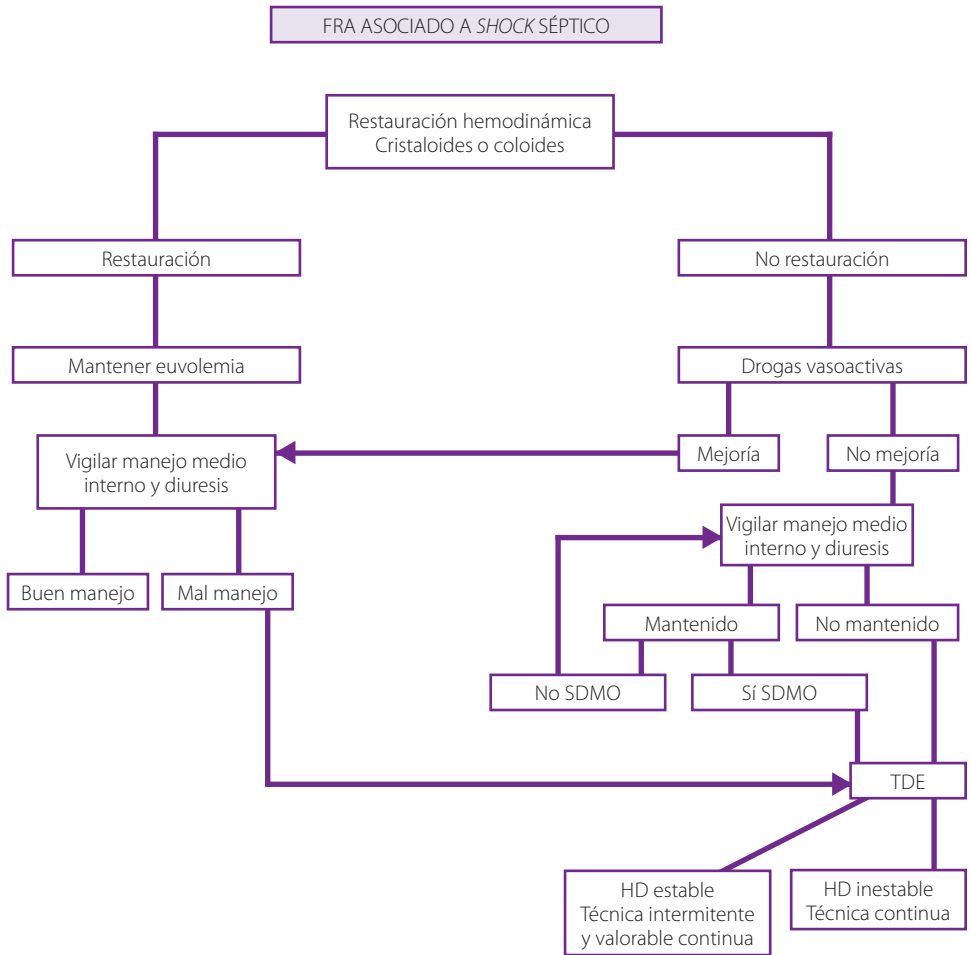 FRA ASOCIADO A SHOCK SÉPTICO
Restauración hemodinámica
Cristaloides o coloides
Restauración
No restauración
Mantener euvolemia
Drogas vasoactivas
Vigilar manejo medio
interno y diuresis
Mejoría
No mejoría
Vigilar manejo medio
interno y diuresis
Buen manejo
Mal manejo
Mantenido
No mantenido
No SDMO
Sí SDMO
TDE
HD estable
Técnica intermitente
y valorable continua
HD inestable
Técnica continua